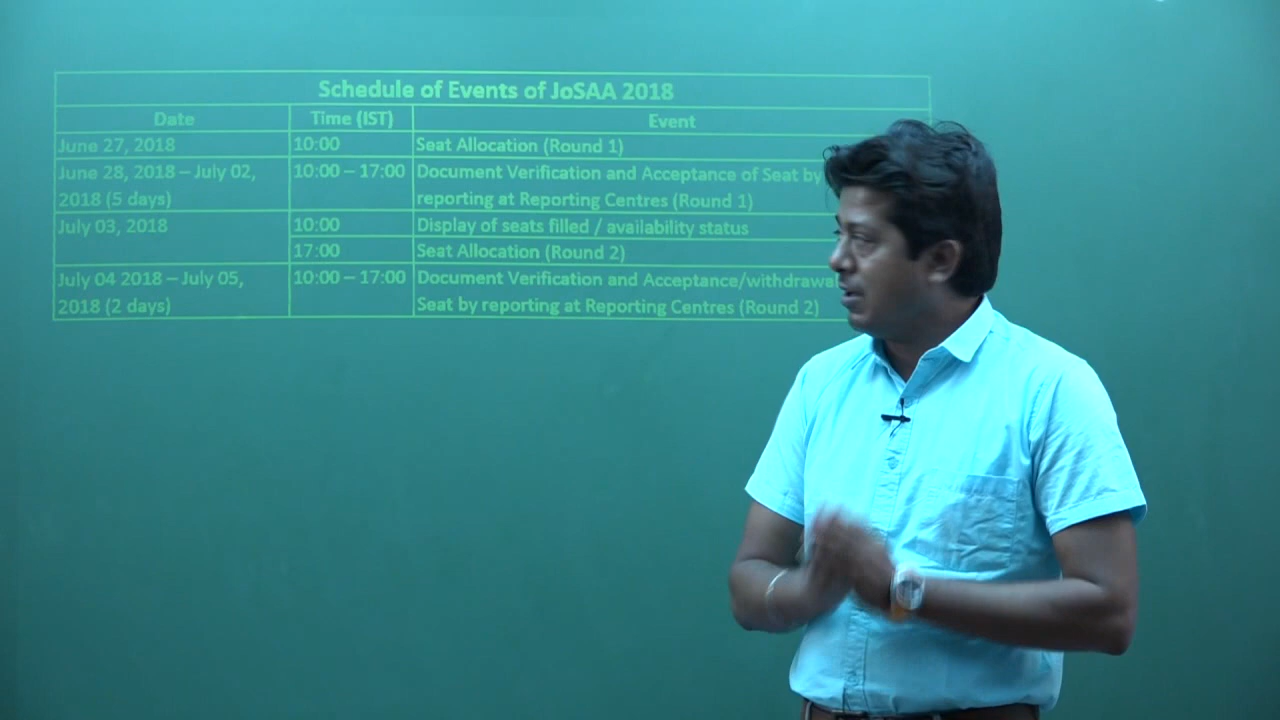 Schedule of Events of JoSAA 2018
Date Time (IST) Event
June 27, 2018 10:00 Seat Allocation (Round 1)
June 28, 2018 – July 02, 10:00 – 17:00 Document Verification and Acceptance of Seat by
2018 (5 days) reporting at Reporting Centres (Round 1)
July 03, 2018 10:00 Display of seats filled / availability status
17:00 Seat Allocation (Round 2)
July 04 2018 – July 05, 10:00 – 17:00 Document Verification and
2018 (2 days) Seat by reporting at Reporting Centres (Round 2)